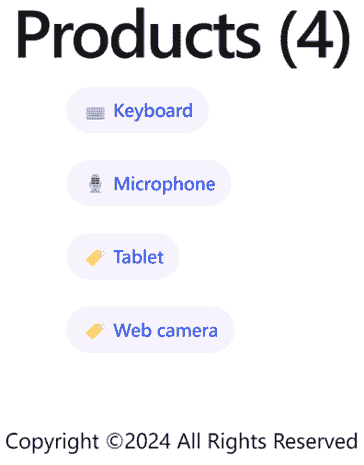 Products (4)
Keyboard
Microphone
Tablet
Web camera
Copyright ©2024 All Rights Reserved